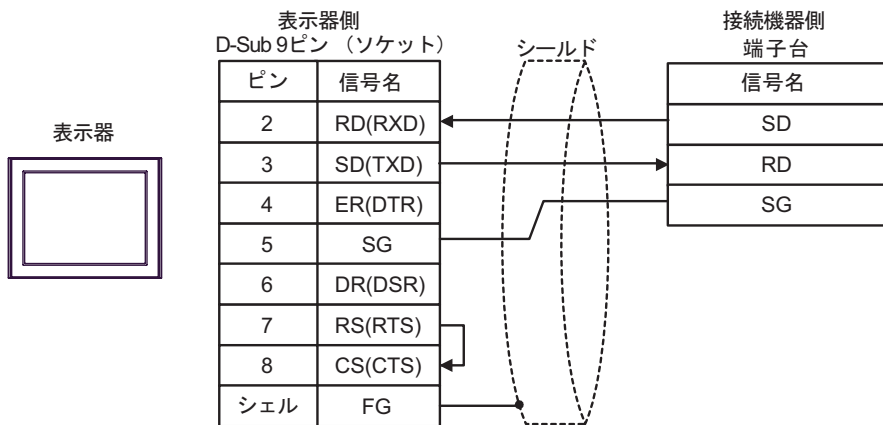 表示器側
D-Sub 9ピン （ソケット）
シールド
接続機器側
端子台
表示器
ピン 信号名
2 RD(RXD)
3 SD(TXD)
4 ER(DTR)
5 SG
6 DR(DSR)
7 RS(RTS)
8 CS(CTS)
シェル FG
信号名
SD
RD
SG